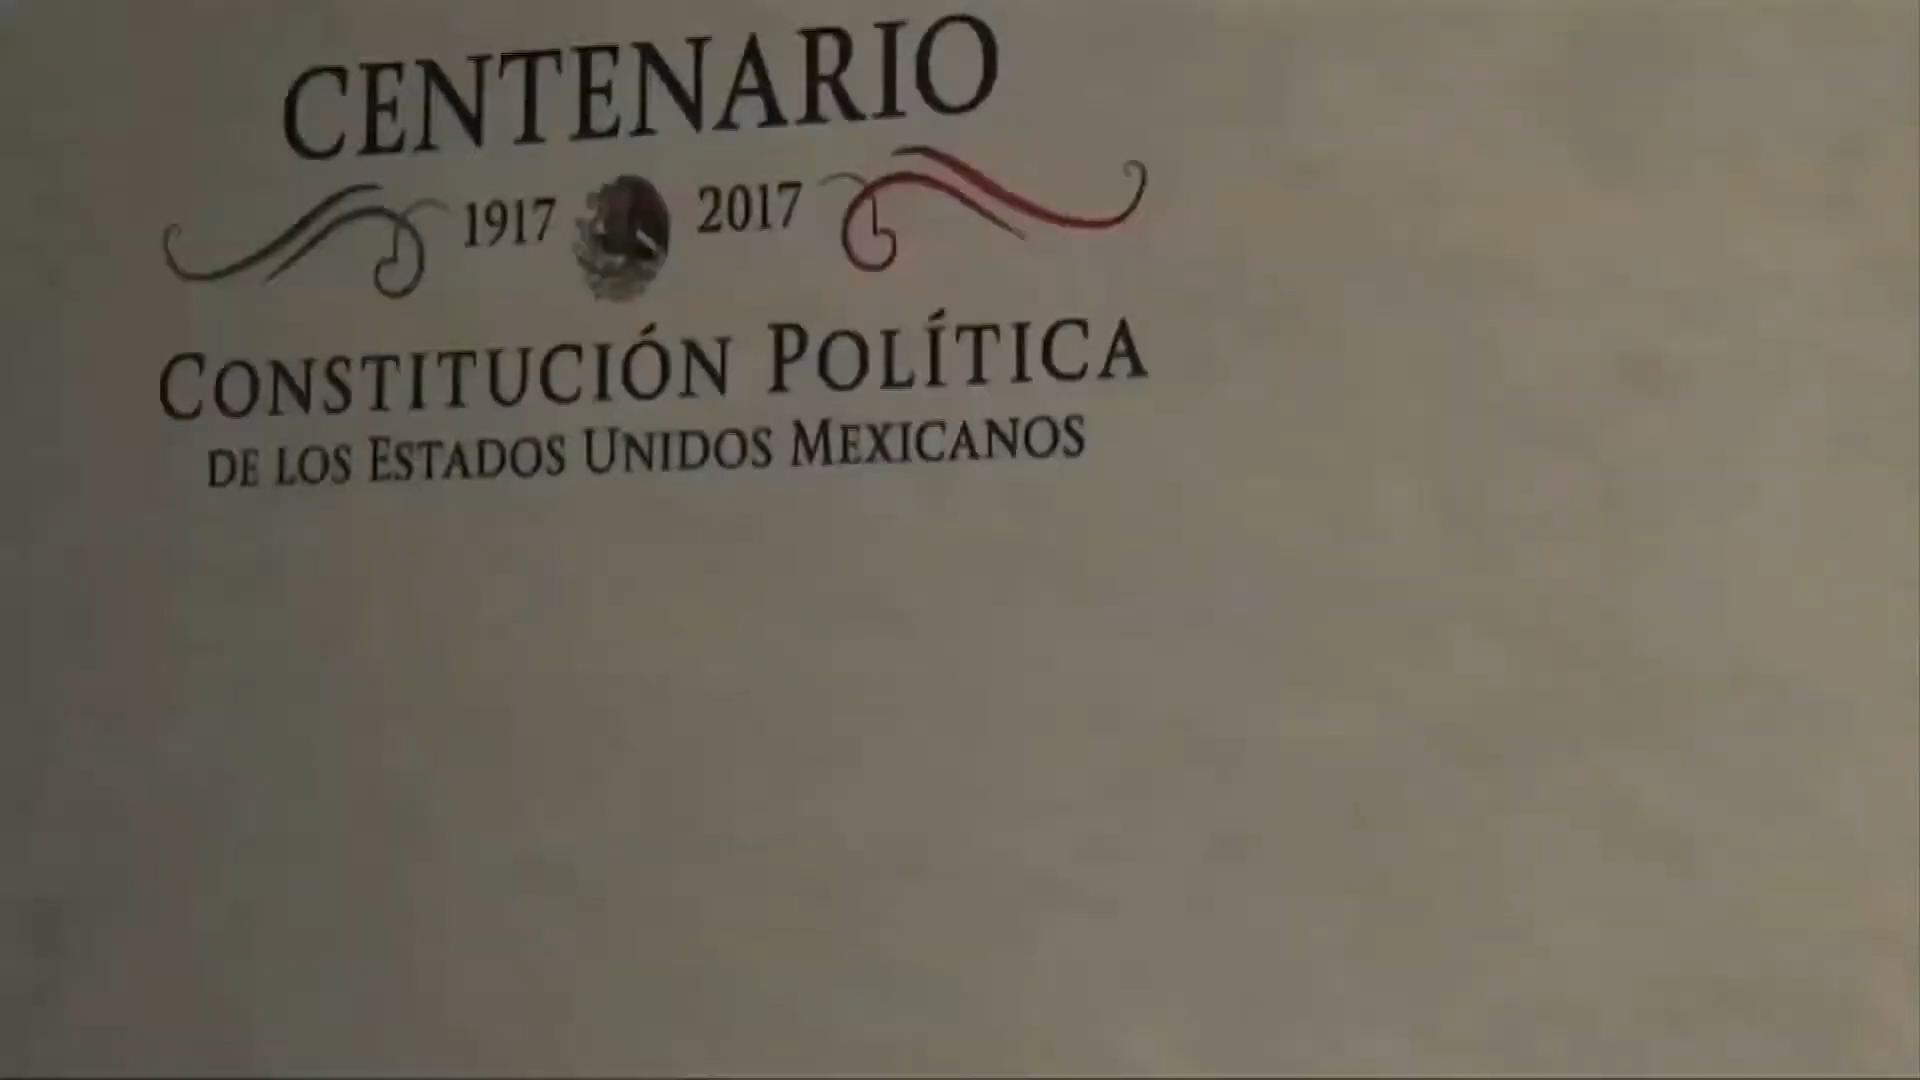 CENTENARIO
1917 2017
CONSTITUCIÓN POLÍTICA
DE LOS ESTADOS UNIDOS MEXICANOS